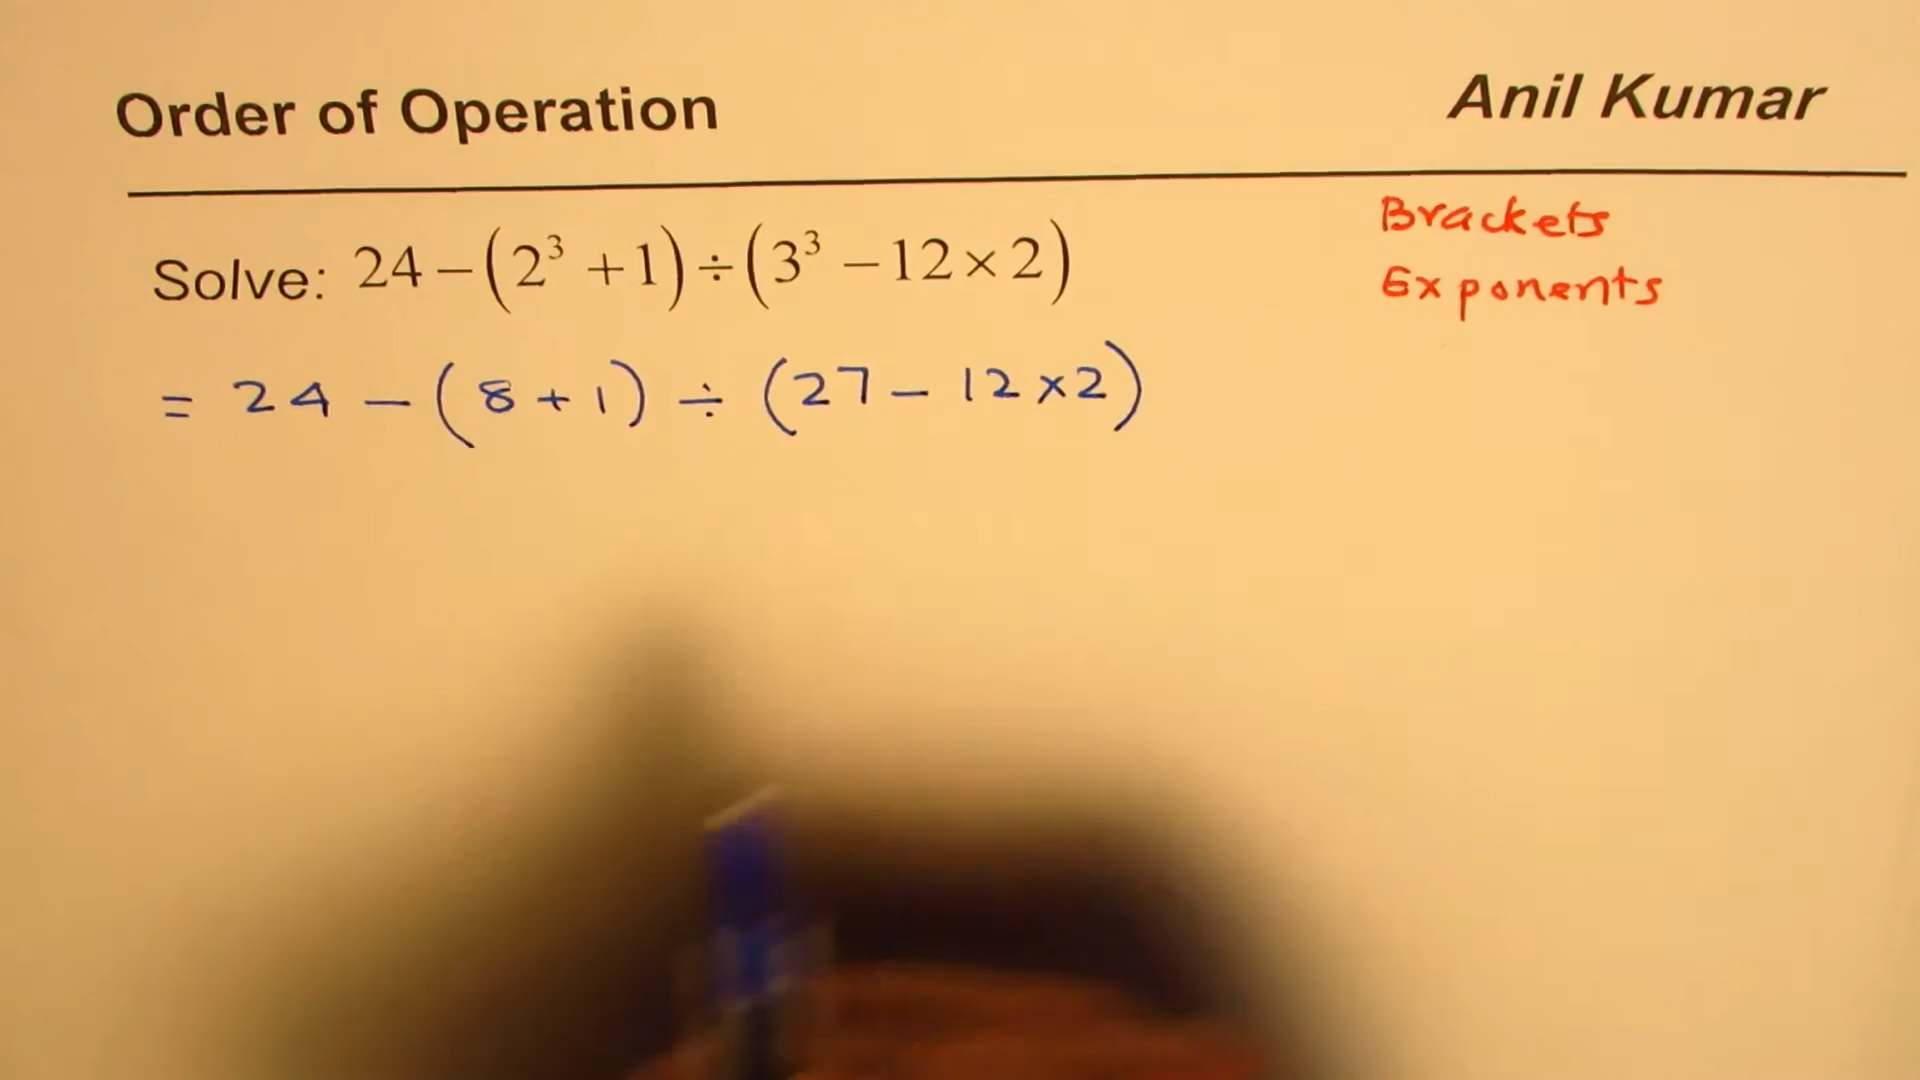 Order of Operation
Anil Kumar
Solve: 24 − (2³ + 1) ÷ (3³ − 12 × 2)
Brackets
Exponents
= 24 − (8 + 1) ÷ (27 − 12 × 2)